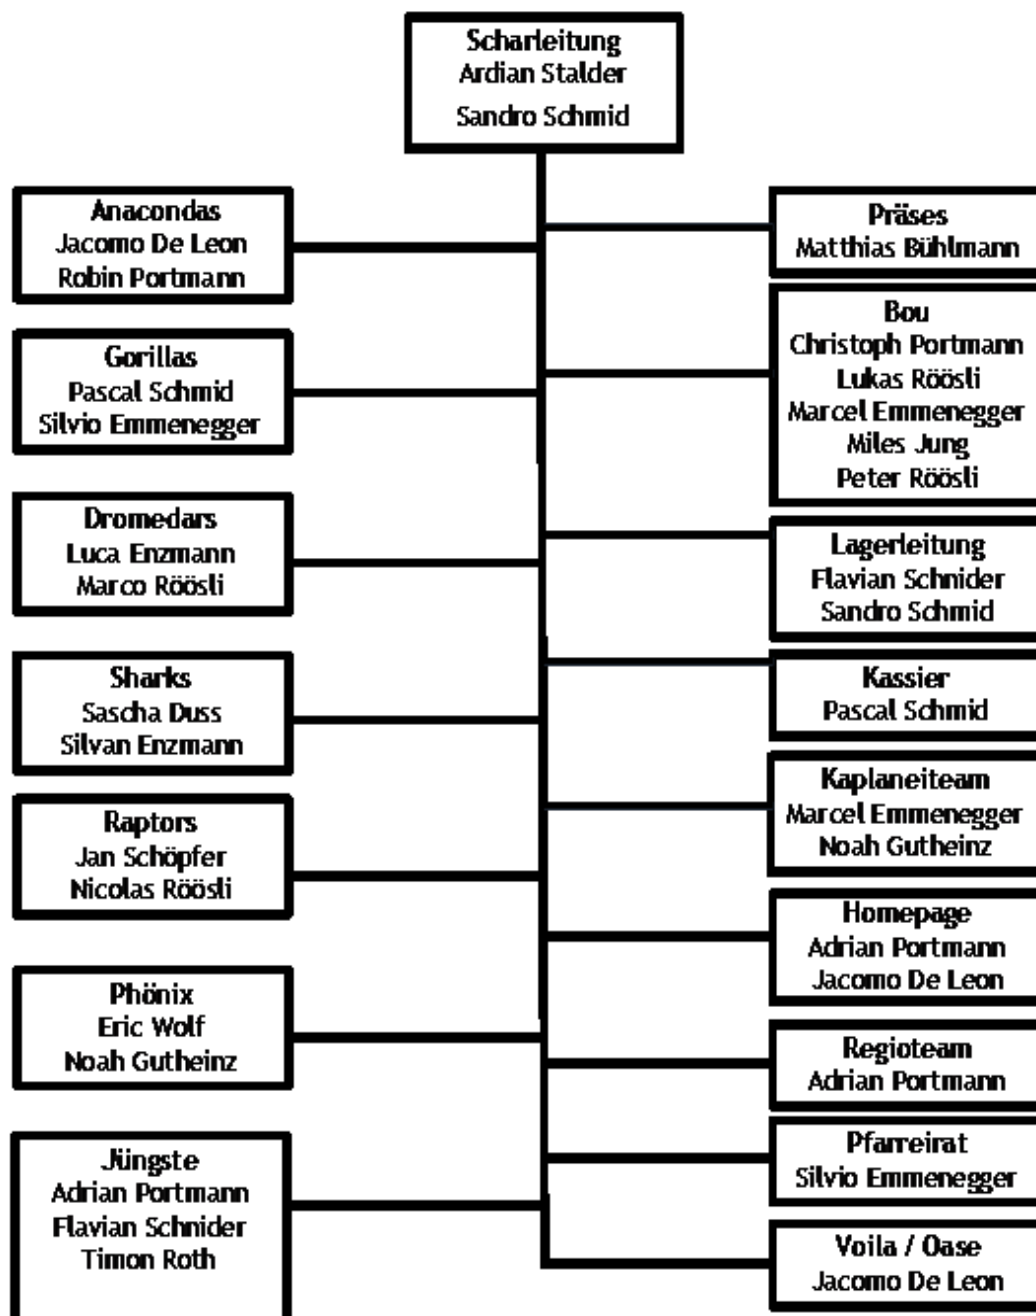 Scharleitung
Ardian Stalder
Sandro Schmid
Anacondas
Jacomo De Leon
Robin Portmann
Gorillas
Pascal Schmid
Silvio Emmenegger
Dromedars
Luca Enzmann
Marco Röösli
Sharks
Sascha Duss
Silvan Enzmann
Raptors
Jan Schöpfer
Nicolas Röösli
Phönix
Eric Wolf
Noah Gutheinz
Jüngste
Adrian Portmann
Flavian Schnider
Timon Roth
Präses
Matthias Bühlmann
Bou
Christoph Portmann
Lukas Röösli
Marcel Emmenegger
Miles Jung
Peter Röösli
Lagerleitung
Flavian Schnider
Sandro Schmid
Kassier
Pascal Schmid
Kaplaneiteam
Marcel Emmenegger
Noah Gutheinz
Homepage
Adrian Portmann
Jacomo De Leon
Regioteam
Adrian Portmann
Pfarreirat
Silvio Emmenegger
Voila / Oase
Jacomo De Leon